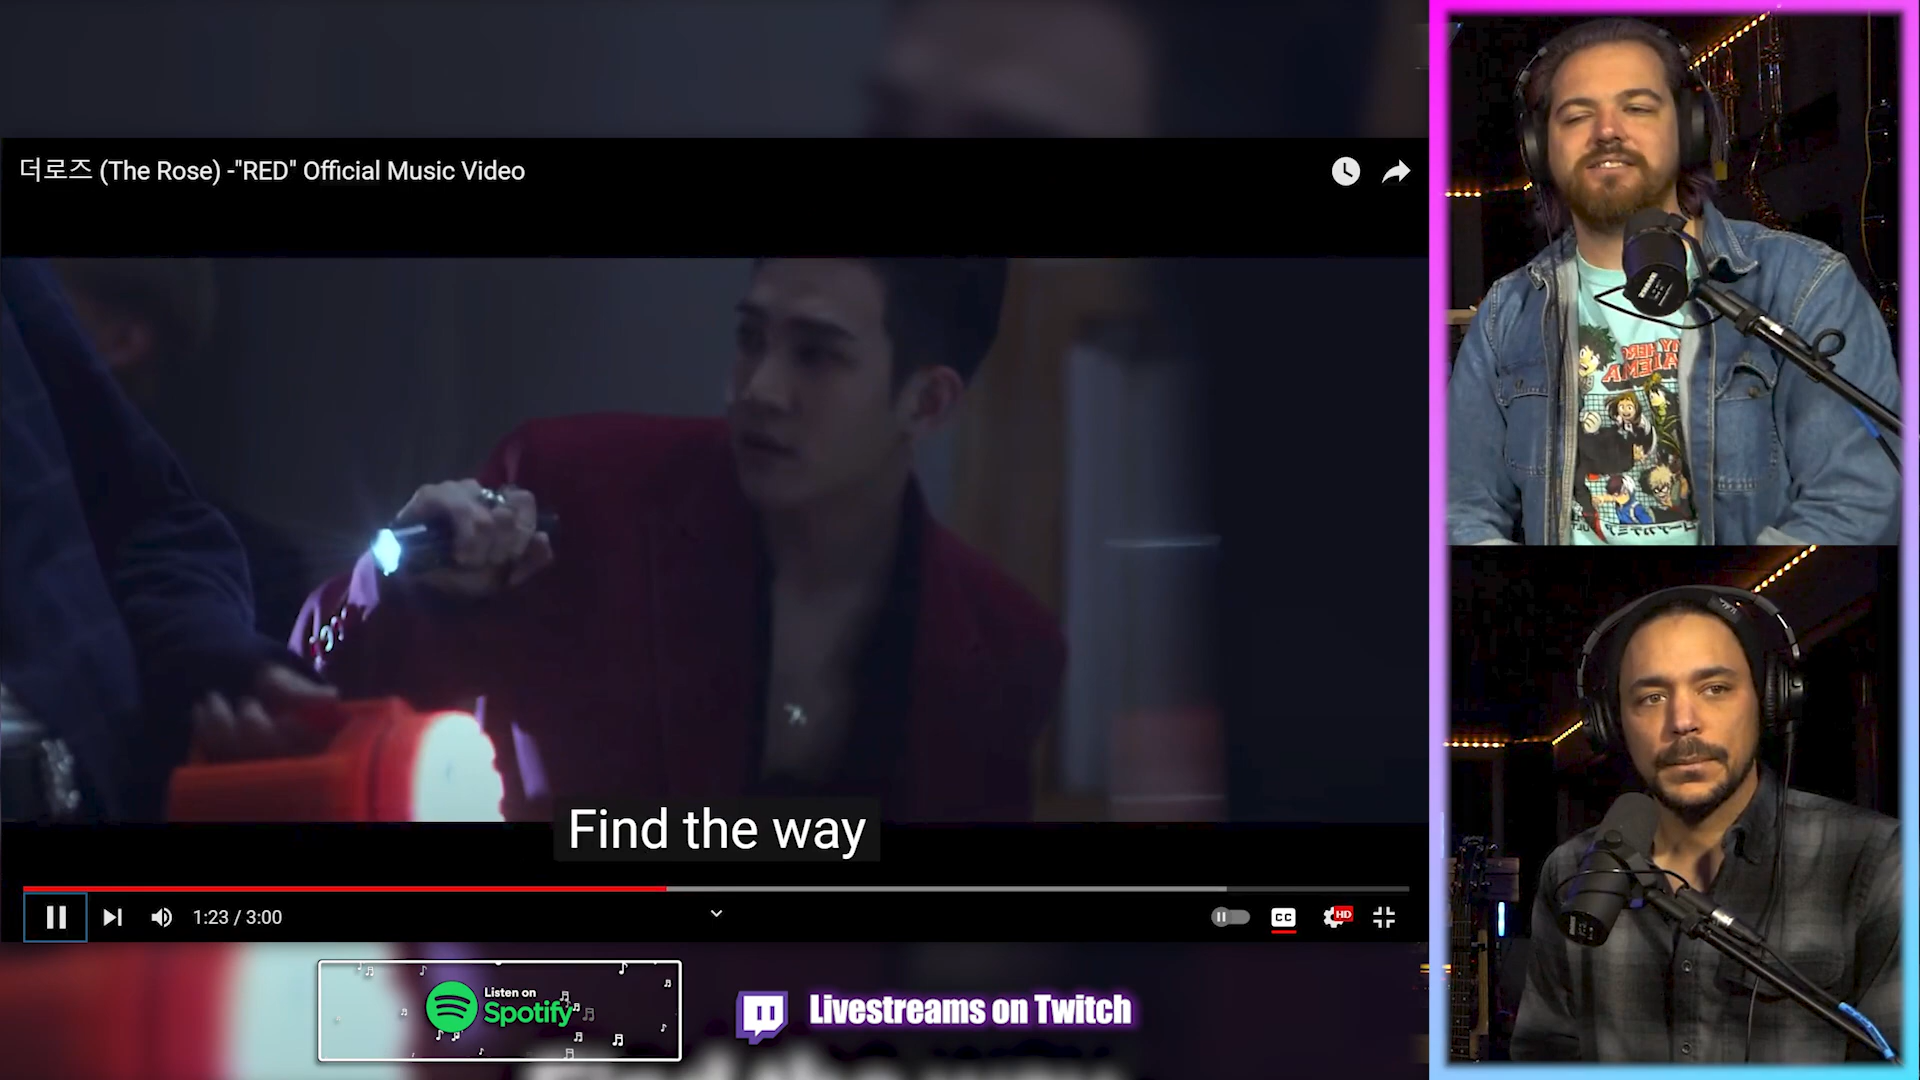 더로즈 (The Rose) -"RED" Official Music Video
Find the way
1:23 / 3:00
CC
HD
Listen on
Spotify
Livestreams on Twitch